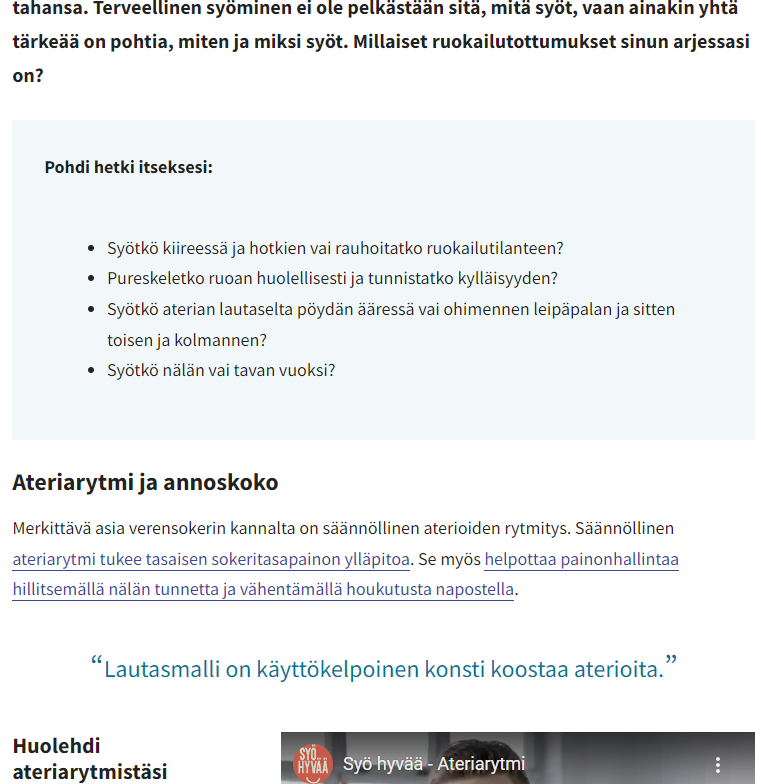 tahansa. Terveellinen syöminen ei ole pelkästään sitä, mitä syöt, vaan ainakin yhtä
tärkeää on pohtia, miten ja miksi syöt. Millaiset ruokailutottumukset sinun arjessasi
on?
Pohdi hetki itseksesi:
• Syötkö kiireessä ja hotkien vai rauhoitatko ruokailutilanteen?
• Pureskeletko ruoan huolellisesti ja tunnistatko kylläisyyden?
• Syötkö aterian lautaselta pöydän ääressä vai ohimennen leipäpalan ja sitten
toisen ja kolmannen?
• Syötkö nälän vai tavan vuoksi?
Ateriarytmi ja annoskoko
Merkittävä asia verensokerin kannalta on säännöllinen aterioiden rytmitys. Säännöllinen
ateriarytmi tukee tasaisen sokeritasapainon ylläpitoa. Se myös helpottaa painonhallintaa
hillitsemällä nälän tunnetta ja vähentämällä houkutusta napostella.
“Lautasmalli on käyttökelpoinen konsti koostaa aterioita.”
Huolehdi
ateriarytmistäsi
SYÖ
HYVÄÄ
Syö hyvää - Ateriarytmi